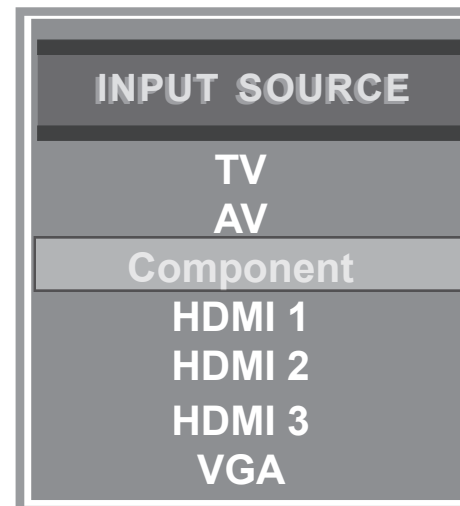 INPUT SOURCE
TV
AV
Component
HDMI 1
HDMI 2
HDMI 3
VGA